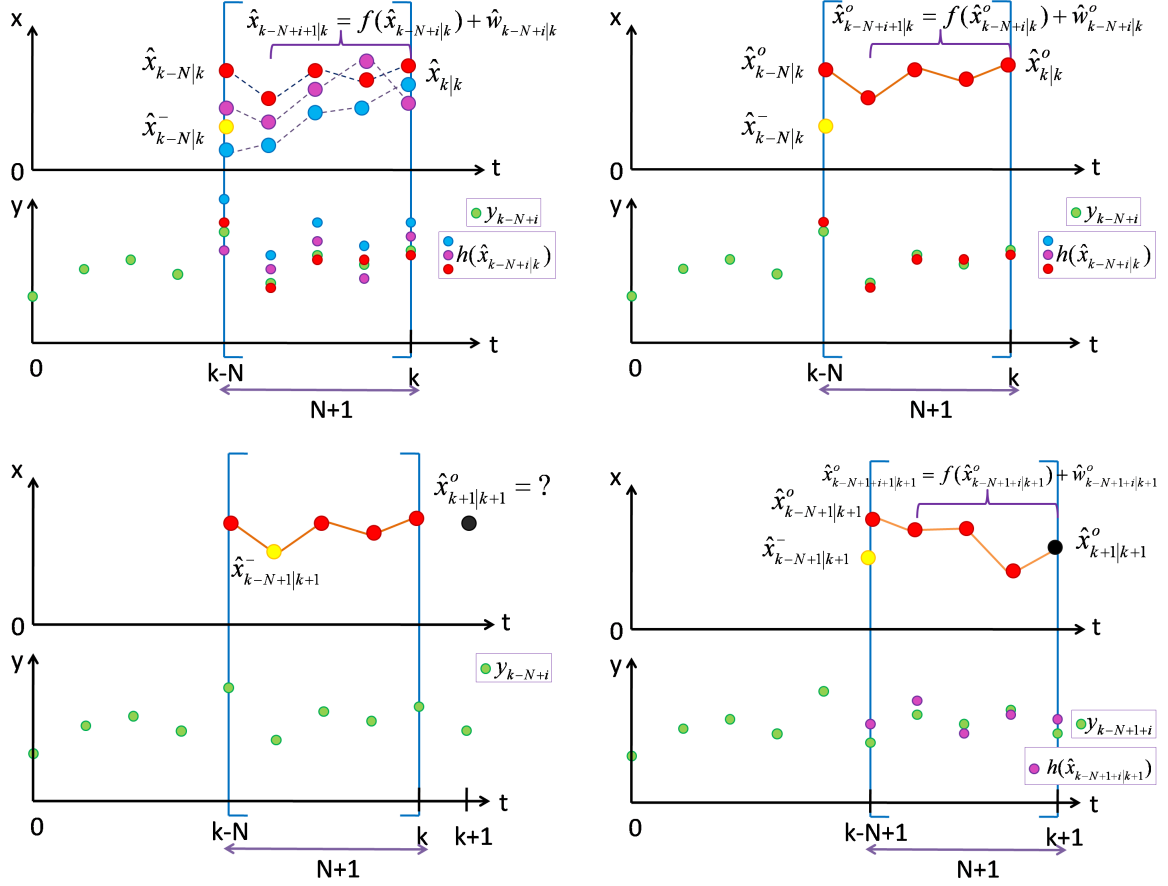 x
x̂_{k-N+i+1|k} = f(x̂_{k-N+i|k}) + ŵ_{k-N+i|k}
x̂_{k-N|k}
x̂_{k|k}
x̂⁻_{k-N|k}
0
t
y
y_{k-N+i}
h(x̂_{k-N+i|k})
t
0
k-N
k
N+1
x
x̂ᵒ_{k-N+i+1|k} = f(x̂ᵒ_{k-N+i|k}) + ŵᵒ_{k-N+i|k}
x̂ᵒ_{k-N|k}
x̂ᵒ_{k|k}
x̂⁻_{k-N|k}
0
t
y
y_{k-N+i}
h(x̂_{k-N+i|k})
t
0
k-N
k
N+1
x
x̂ᵒ_{k+1|k+1} = ?
x̂⁻_{k-N+1|k+1}
0
t
y
y_{k-N+i}
t
0
k-N
k
k+1
N+1
x
x̂ᵒ_{k-N+1+i+1|k+1} = f(x̂ᵒ_{k-N+1+i|k+1}) + ŵᵒ_{k-N+1+i|k+1}
x̂ᵒ_{k-N+1|k+1}
x̂⁻_{k-N+1|k+1}
x̂ᵒ_{k+1|k+1}
0
t
y
y_{k-N+1+i}
h(x̂_{k-N+1+i|k+1})
t
0
k-N+1
k+1
N+1